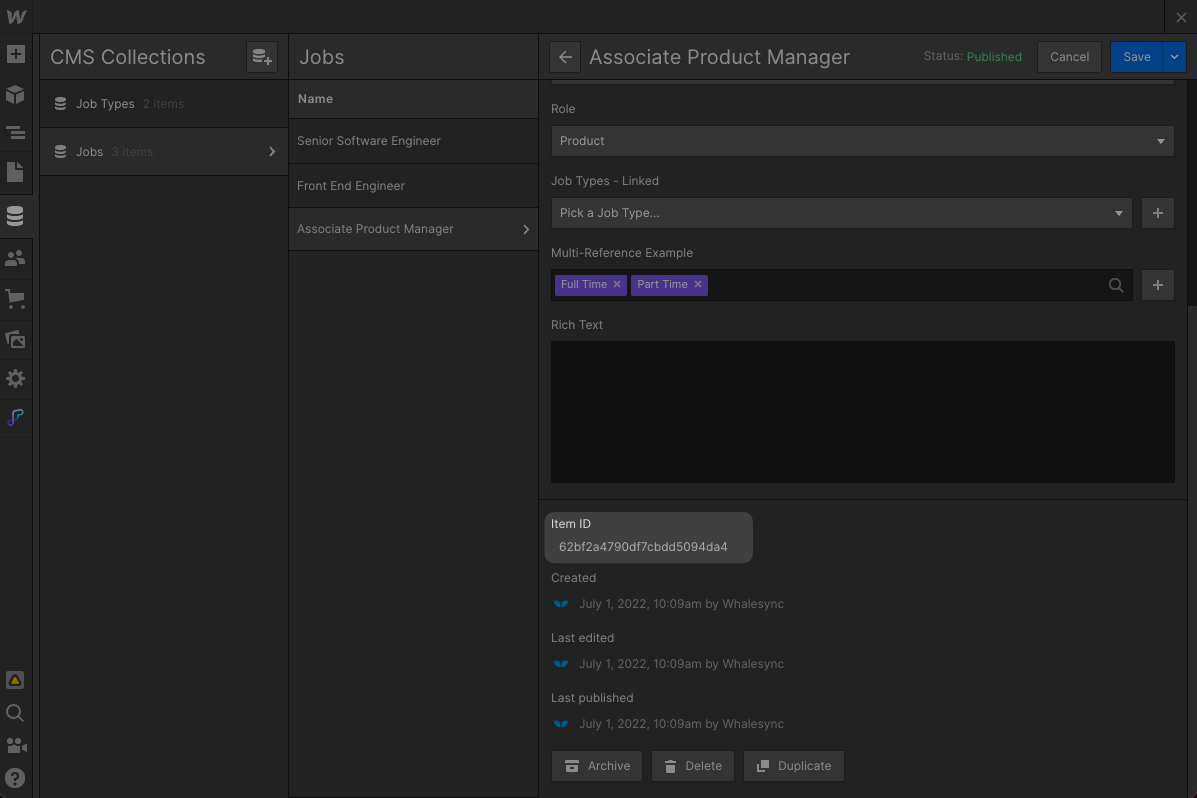 CMS Collections
Job Types 2 items
Jobs 3 items
Jobs
Name
Senior Software Engineer
Front End Engineer
Associate Product Manager
Associate Product Manager
Status: Published
Cancel
Save
Role
Product
Job Types - Linked
Pick a Job Type...
Multi-Reference Example
Full Time
Part Time
Rich Text
Item ID
62bf2a4790df7cbdd5094da4
Created
July 1, 2022, 10:09am by Whalesync
Last edited
July 1, 2022, 10:09am by Whalesync
Last published
July 1, 2022, 10:09am by Whalesync
Archive
Delete
Duplicate